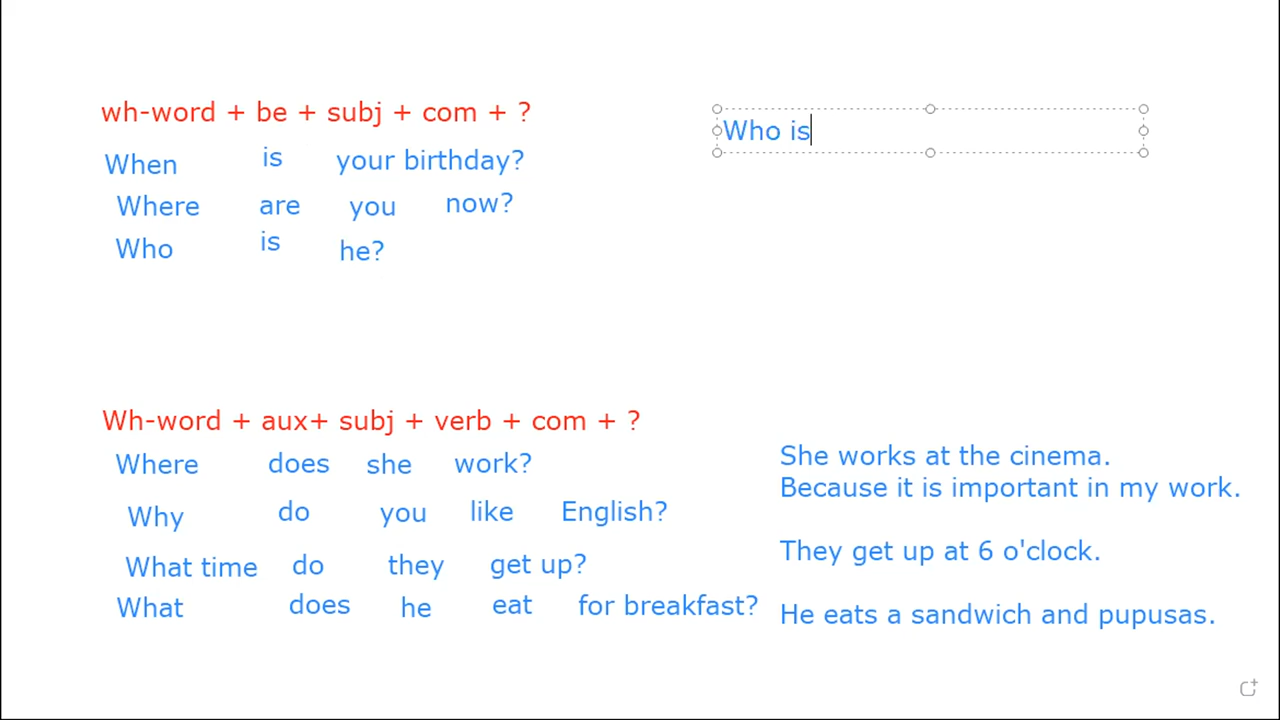 wh-word + be + subj + com + ?
When is your birthday?
Where are you now?
Who is he?
Who is
Wh-word + aux+ subj + verb + com + ?
Where does she work?
Why do you like English?
What time do they get up?
What does he eat for breakfast?
She works at the cinema.
Because it is important in my work.
They get up at 6 o'clock.
He eats a sandwich and pupusas.